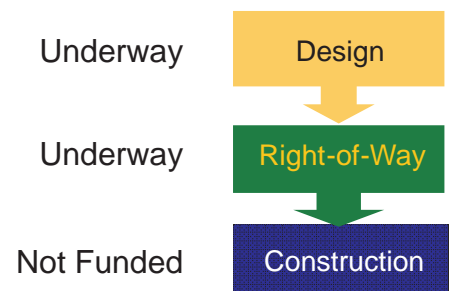 Underway Design
Underway Right-of-Way
Not Funded Construction